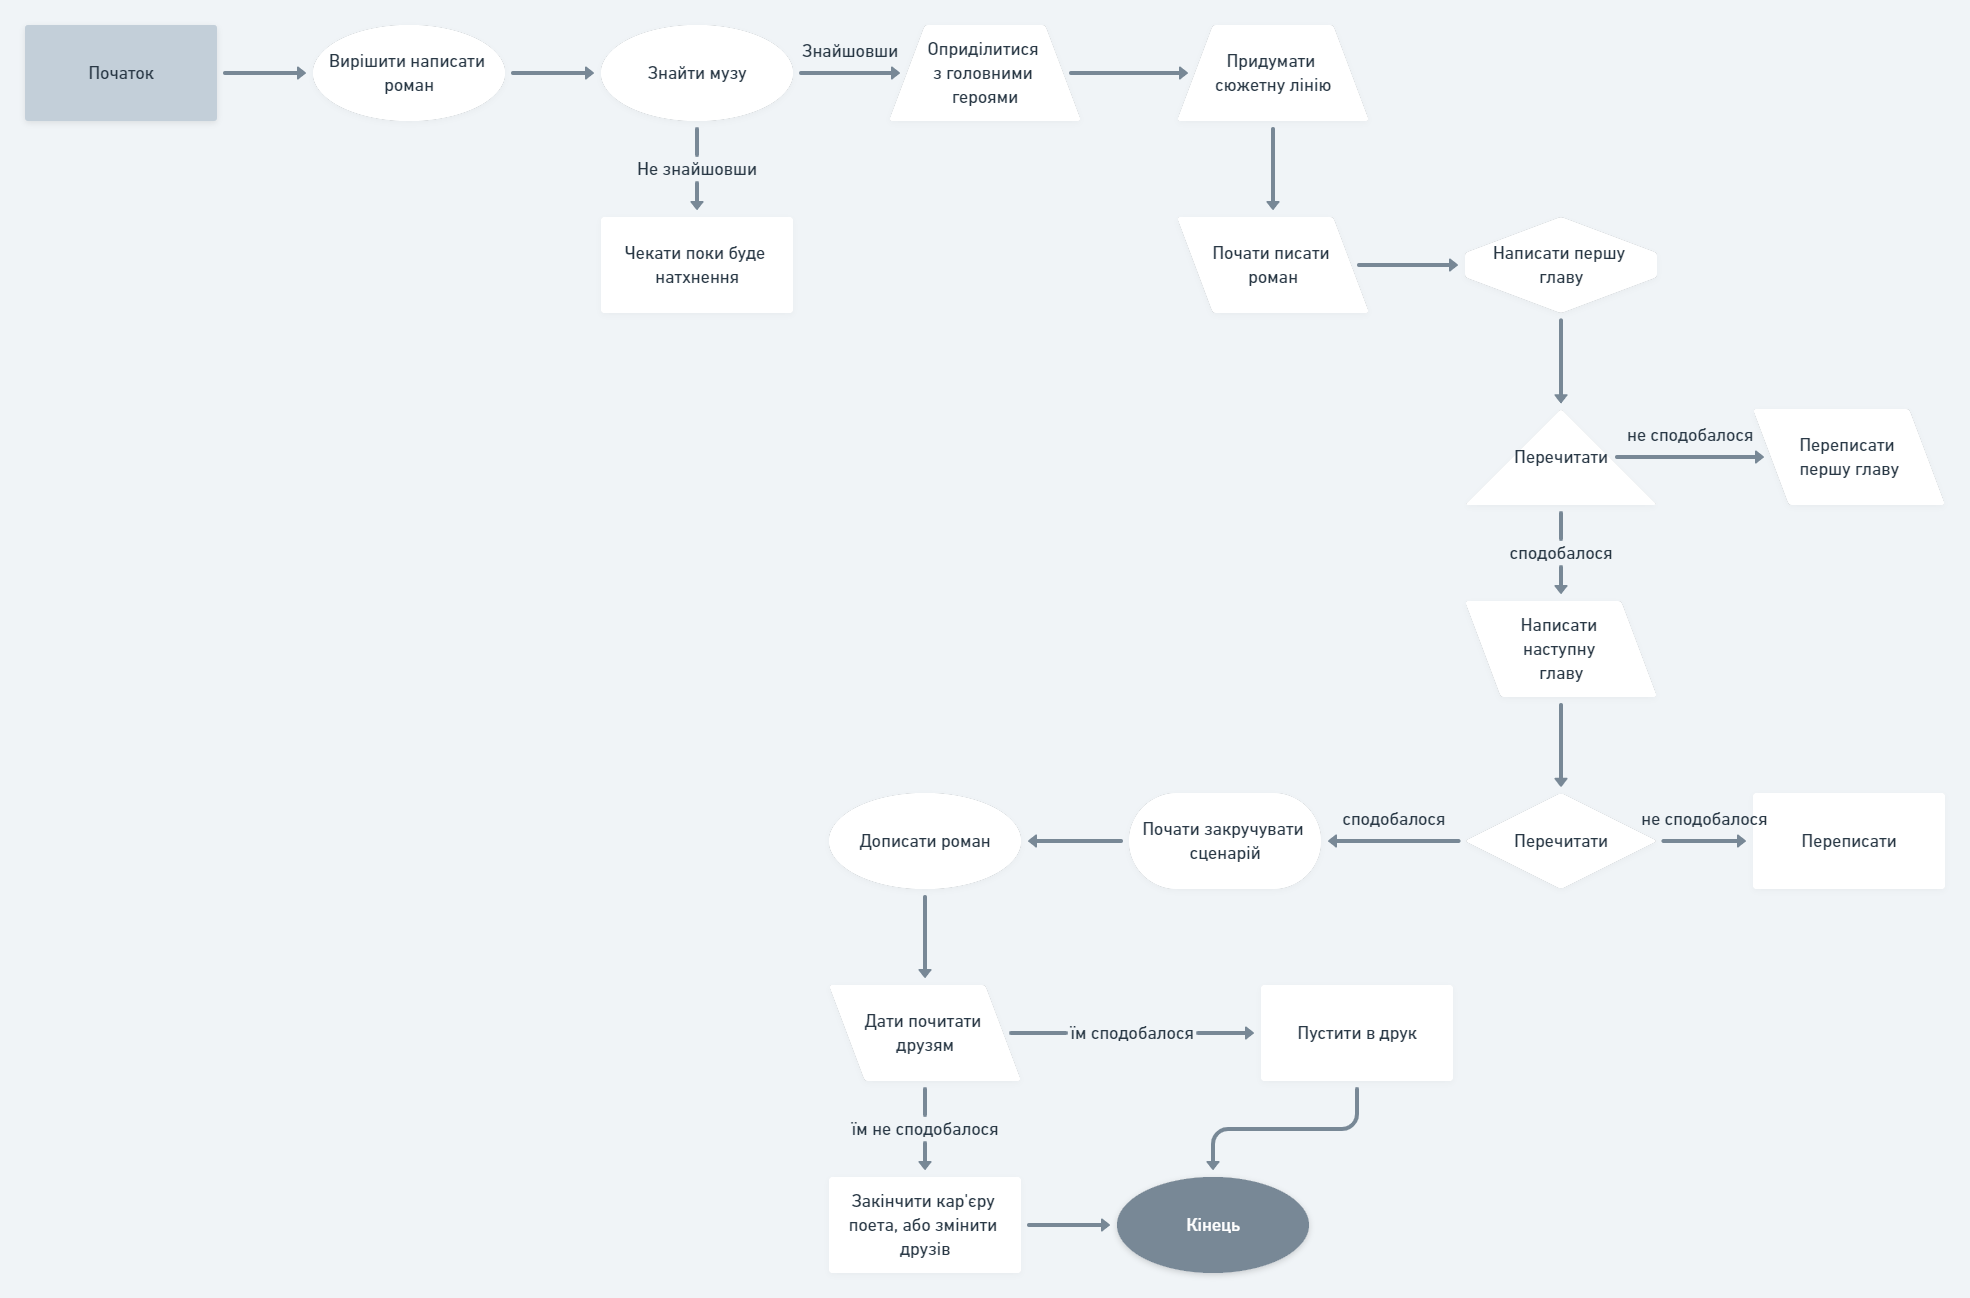 Початок
Вирішити написати
роман
Знайти музу
Знайшовши
Оприділитися
з головними
героями
Придумати
сюжетну лінію
Не знайшовши
Чекати поки буде
натхнення
Почати писати
роман
Написати першу
главу
Перечитати
не сподобалося
Переписати
першу главу
сподобалося
Написати
наступну
главу
Дописати роман
Почати закручувати
сценарій
сподобалося
Перечитати
не сподобалося
Переписати
Дати почитати
друзям
їм сподобалося
Пустити в друк
їм не сподобалося
Закінчити кар'єру
поета, або змінити
друзів
Кінець